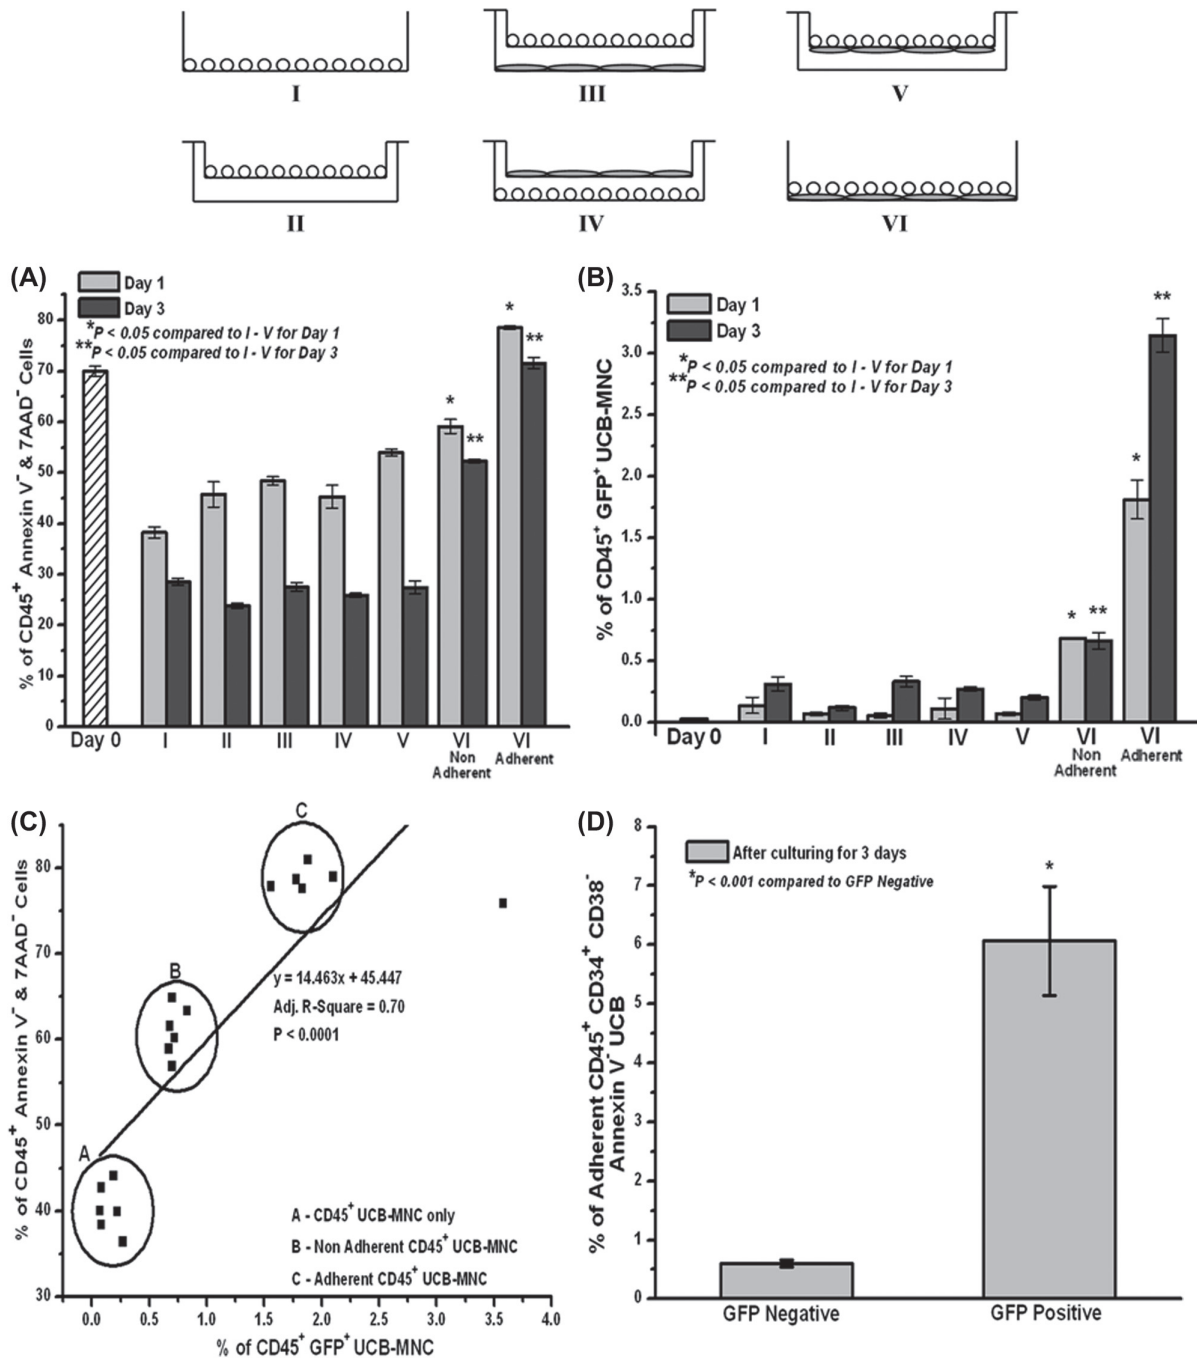 I
III
V
II
IV
VI
(A)
Day 1
Day 3
*P < 0.05 compared to I - V for Day 1
**P < 0.05 compared to I - V for Day 3
% of CD45+ Annexin V- & 7AAD- Cells
80
70
60
50
40
30
20
10
0
*
**
*
**
Day 0 I II III IV V VI VI
Non Adherent
Adherent
(B)
Day 1
Day 3
*P < 0.05 compared to I - V for Day 1
**P < 0.05 compared to I - V for Day 3
% of CD45+ GFP+ UCB-MNC
3.5
3.0
2.5
2.0
1.5
1.0
0.5
0.0
*
**
*
**
Day 0 I II III IV V VI VI
Non Adherent
Adherent
(C)
% of CD45+ Annexin V- & 7AAD- Cells
80
70
60
50
40
30
C
B
A
y = 14.463x + 45.447
Adj. R-Square = 0.70
P < 0.0001
A - CD45+ UCB-MNC only
B - Non Adherent CD45+ UCB-MNC
C - Adherent CD45+ UCB-MNC
0.0 0.5 1.0 1.5 2.0 2.5 3.0 3.5 4.0
% of CD45+ GFP+ UCB-MNC
(D)
After culturing for 3 days
*P < 0.001 compared to GFP Negative
% of Adherent CD45+ CD34+ CD38-
Annexin V- UCB
8
7
6
5
4
3
2
1
0
*
GFP Negative GFP Positive